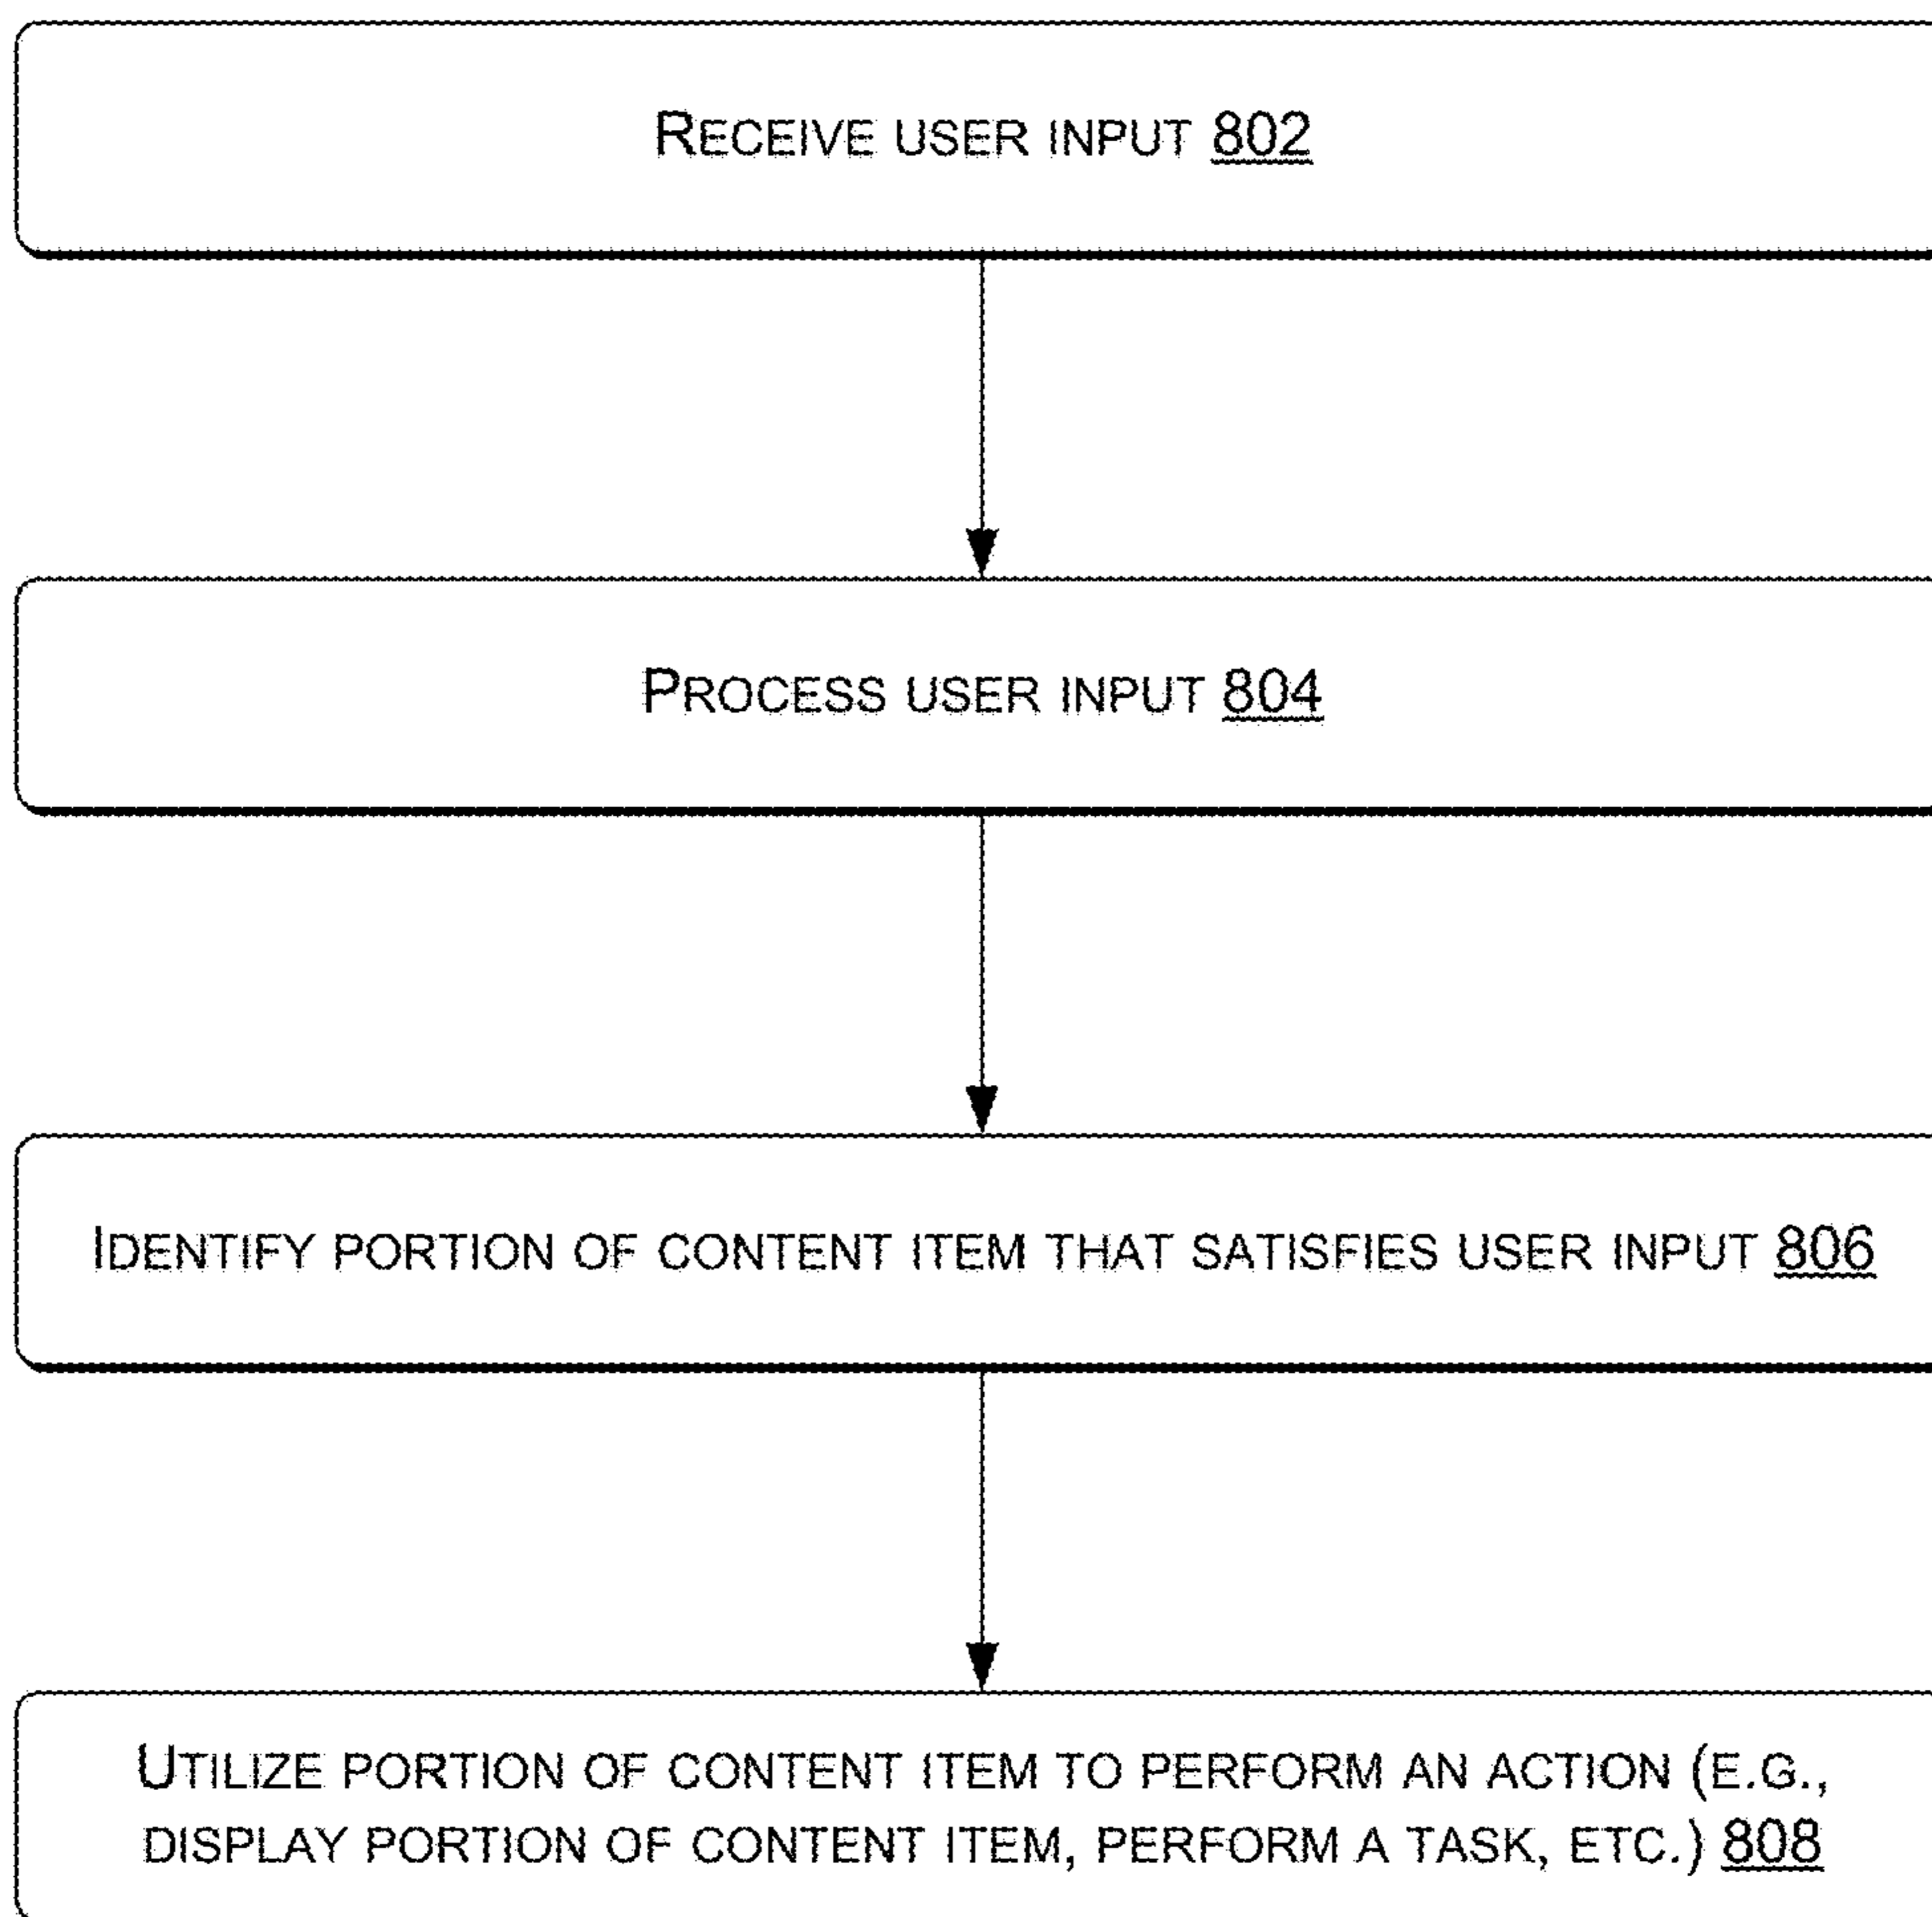 RECEIVE USER INPUT 802
PROCESS USER INPUT 804
IDENTIFY PORTION OF CONTENT ITEM THAT SATISFIES USER INPUT 806
UTILIZE PORTION OF CONTENT ITEM TO PERFORM AN ACTION (E.G.,
DISPLAY PORTION OF CONTENT ITEM, PERFORM A TASK, ETC.) 808